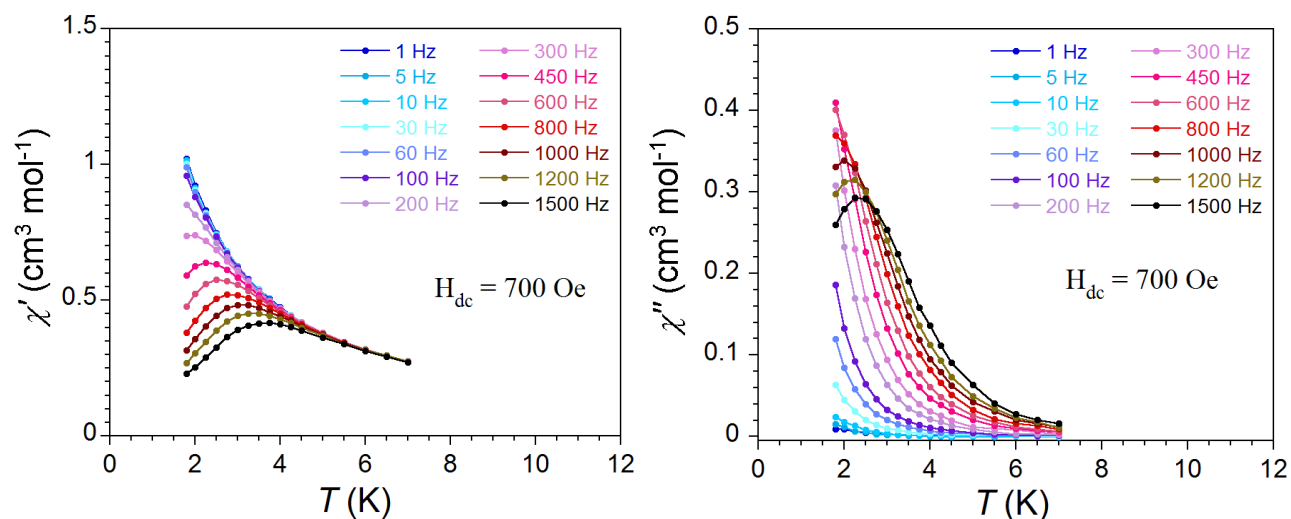 1.5
1
0.5
0
χ' (cm³ mol⁻¹)
1 Hz
5 Hz
10 Hz
30 Hz
60 Hz
100 Hz
200 Hz
300 Hz
450 Hz
600 Hz
800 Hz
1000 Hz
1200 Hz
1500 Hz
H_dc = 700 Oe
0 2 4 6 8 10 12
T (K)
0.5
0.4
0.3
0.2
0.1
0
χ'' (cm³ mol⁻¹)
1 Hz
5 Hz
10 Hz
30 Hz
60 Hz
100 Hz
200 Hz
300 Hz
450 Hz
600 Hz
800 Hz
1000 Hz
1200 Hz
1500 Hz
H_dc = 700 Oe
0 2 4 6 8 10 12
T (K)